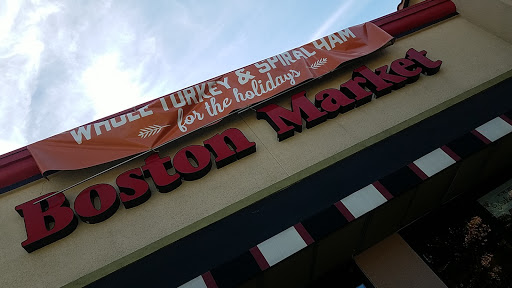 WHOLE TURKEY & SPIRAL HAM
for the holidays
Boston Market